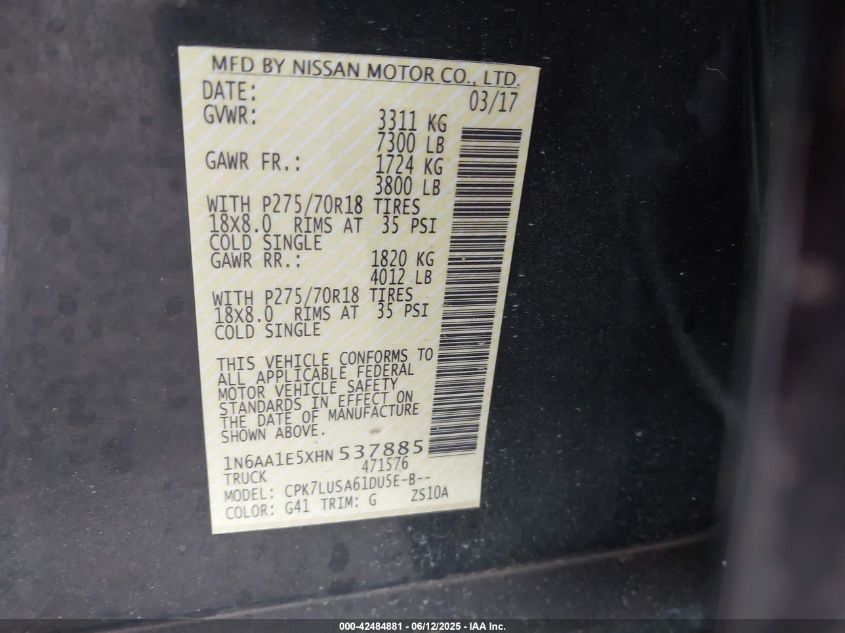 MFD BY NISSAN MOTOR CO., LTD.
DATE: 03/17
GVWR: 3311 KG
7300 LB
GAWR FR.: 1724 KG
3800 LB
WITH P275/70R18 TIRES
18X8.0 RIMS AT 35 PSI
COLD SINGLE
GAWR RR.: 1820 KG
4012 LB
WITH P275/70R18 TIRES
18X8.0 RIMS AT 35 PSI
COLD SINGLE
THIS VEHICLE CONFORMS TO
ALL APPLICABLE FEDERAL
MOTOR VEHICLE SAFETY
STANDARDS IN EFFECT ON
THE DATE OF MANUFACTURE
SHOWN ABOVE.
1N6AA1E5XHN537885
TRUCK 471576
MODEL: CPK7LUSA61DU5E-B--
COLOR: G41 TRIM: G ZS10A
000-42484881 - 06/12/2025 - IAA Inc.